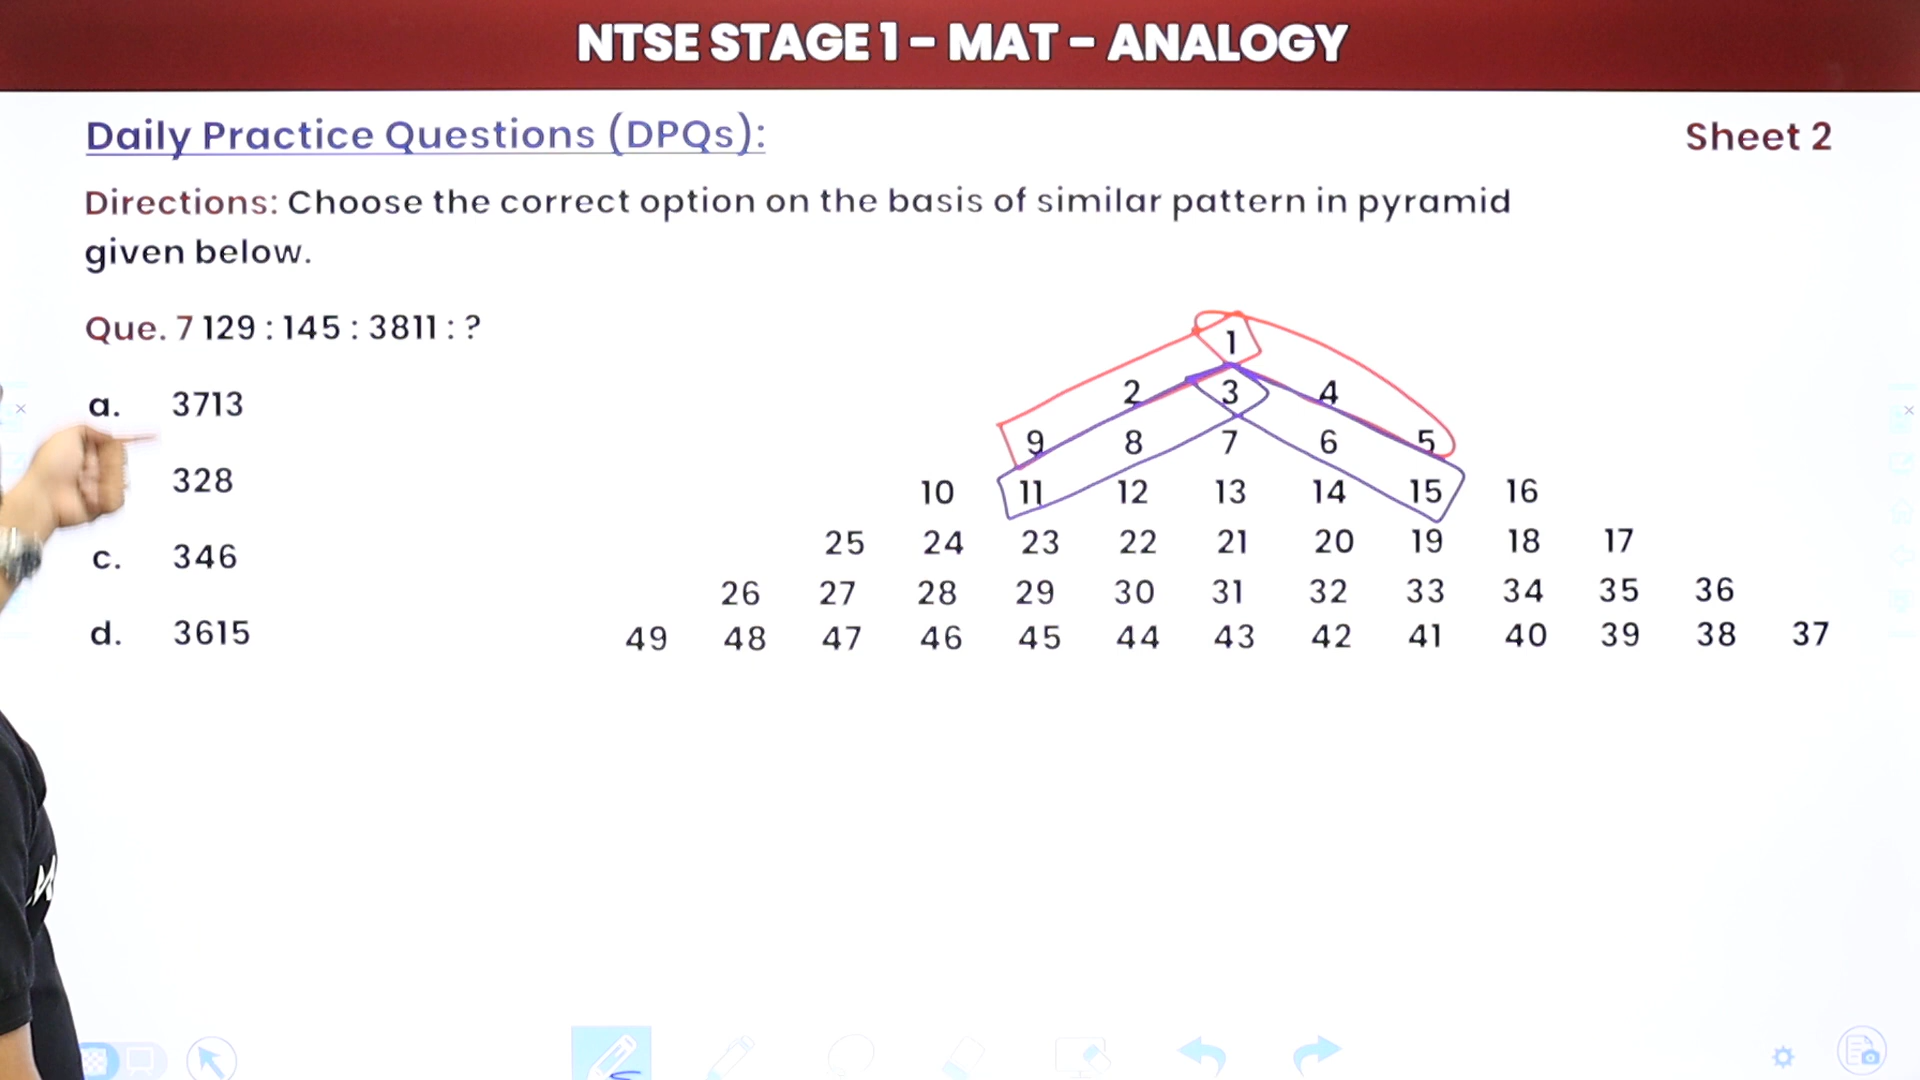 NTSE STAGE 1 - MAT - ANALOGY
Daily Practice Questions (DPQs):
Sheet 2
Directions: Choose the correct option on the basis of similar pattern in pyramid
given below.
Que. 7 129 : 145 : 3811 : ?
a. 3713
328
c. 346
d. 3615
1
2 3 4
9 8 7 6 5
10 11 12 13 14 15 16
25 24 23 22 21 20 19 18 17
26 27 28 29 30 31 32 33 34 35 36
49 48 47 46 45 44 43 42 41 40 39 38 37